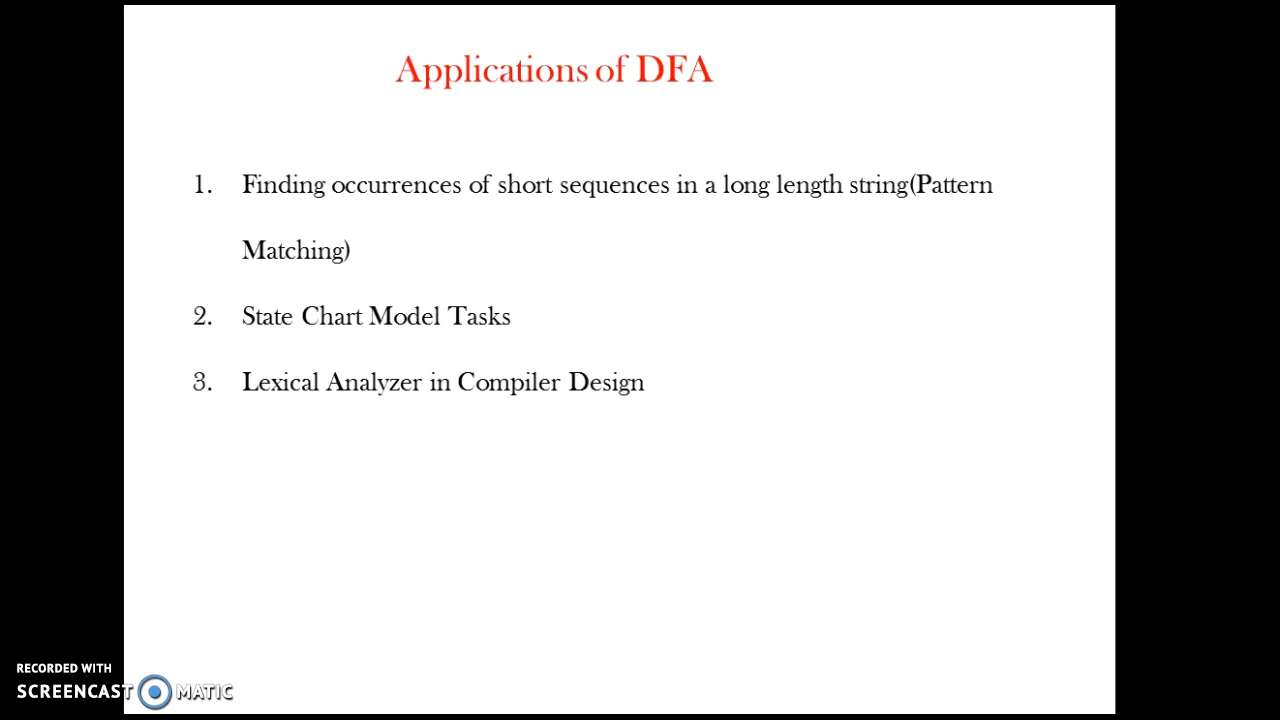 Applications of DFA
1. Finding occurrences of short sequences in a long length string(Pattern
Matching)
2. State Chart Model Tasks
3. Lexical Analyzer in Compiler Design
RECORDED WITH
SCREENCAST MATIC